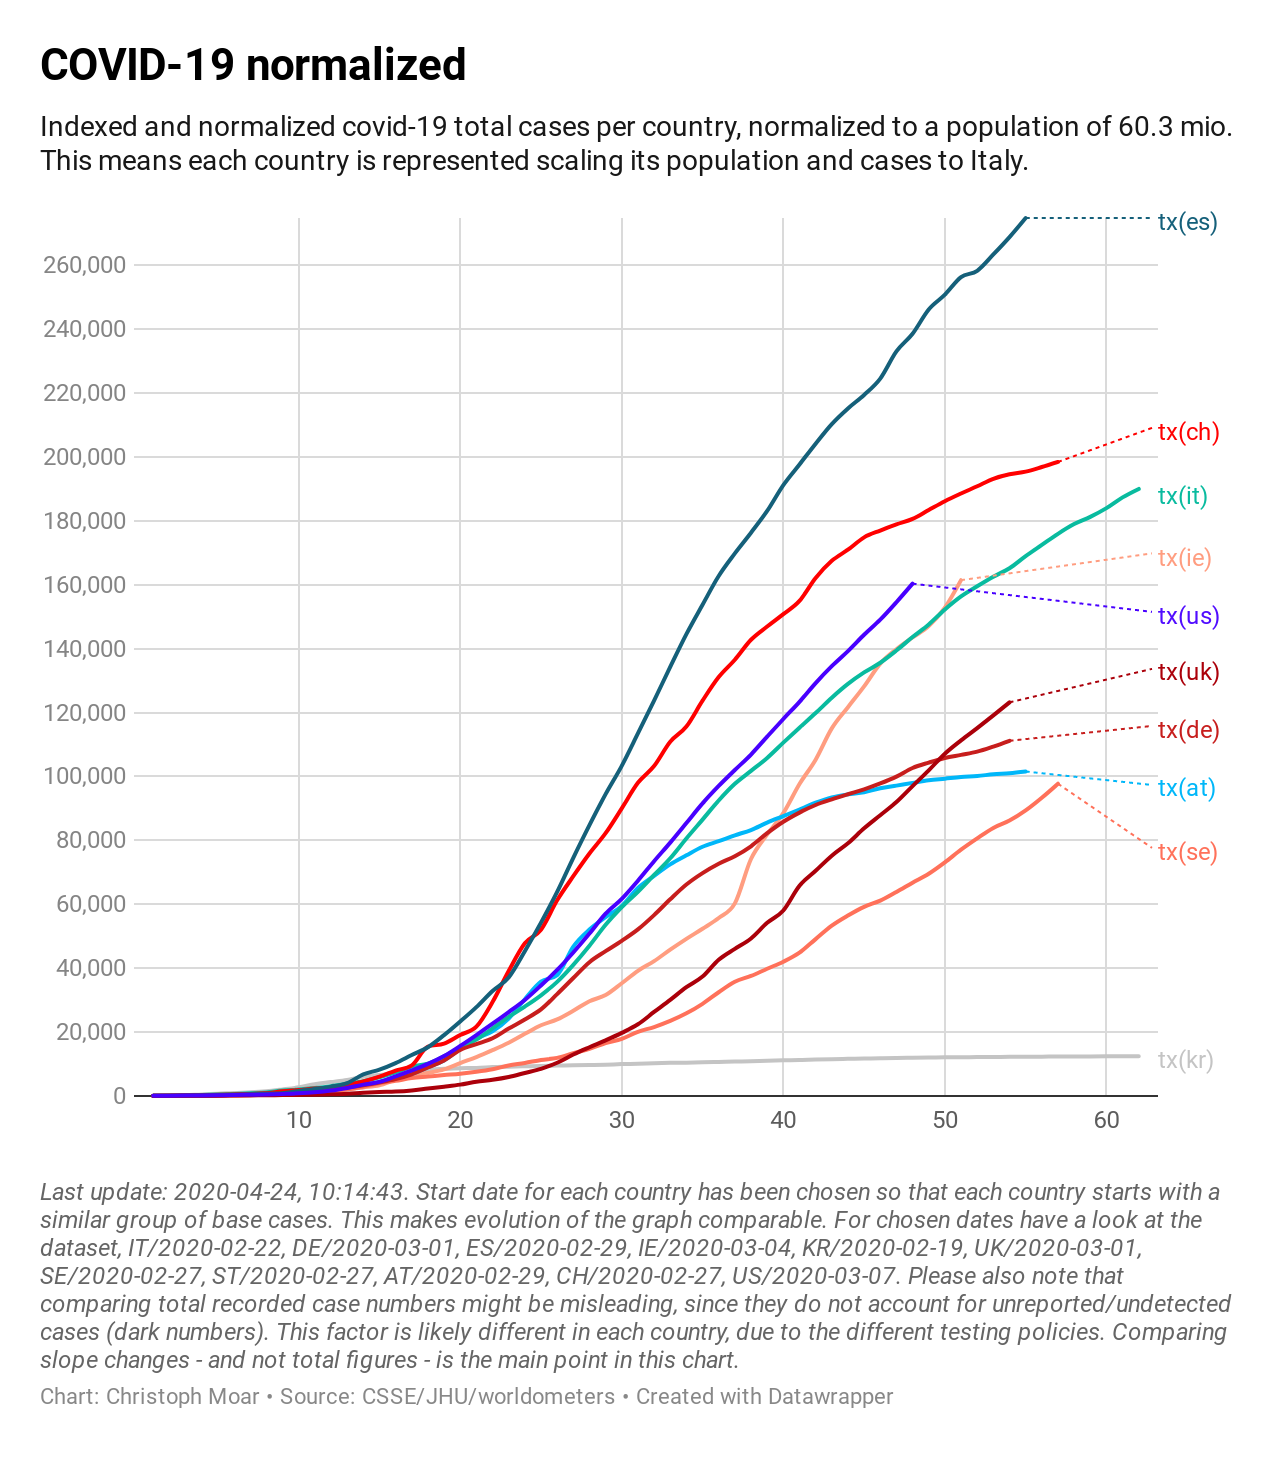 COVID-19 normalized
Indexed and normalized covid-19 total cases per country, normalized to a population of 60.3 mio.
This means each country is represented scaling its population and cases to Italy.
tx(es)
260,000
240,000
220,000
tx(ch)
200,000
tx(it)
180,000
tx(ie)
160,000
tx(us)
140,000
tx(uk)
120,000
tx(de)
100,000
tx(at)
80,000
tx(se)
60,000
40,000
20,000
tx(kr)
0
10 20 30 40 50 60
Last update: 2020-04-24, 10:14:43. Start date for each country has been chosen so that each country starts with a
similar group of base cases. This makes evolution of the graph comparable. For chosen dates have a look at the
dataset, IT/2020-02-22, DE/2020-03-01, ES/2020-02-29, IE/2020-03-04, KR/2020-02-19, UK/2020-03-01,
SE/2020-02-27, ST/2020-02-27, AT/2020-02-29, CH/2020-02-27, US/2020-03-07. Please also note that
comparing total recorded case numbers might be misleading, since they do not account for unreported/undetected
cases (dark numbers). This factor is likely different in each country, due to the different testing policies. Comparing
slope changes - and not total figures - is the main point in this chart.
Chart: Christoph Moar • Source: CSSE/JHU/worldometers • Created with Datawrapper